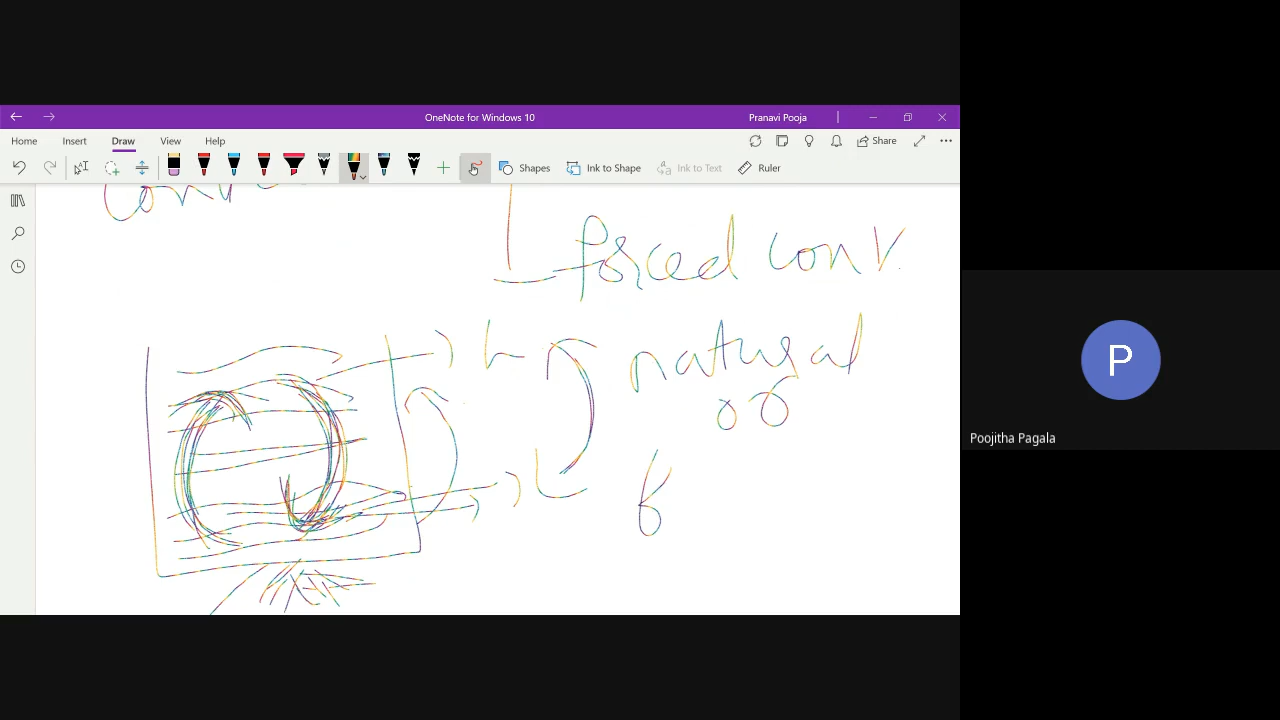 OneNote for Windows 10
Pranavi Pooja
Home Insert Draw View Help
Share
Shapes Ink to Shape Ink to Text Ruler
forced conv.
h natural
or
L
f
P
Poojitha Pagala